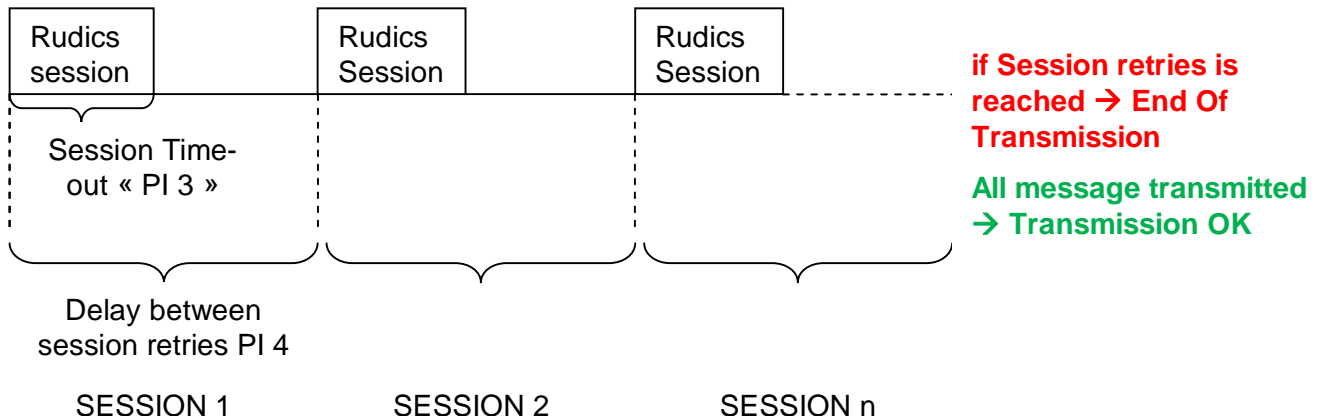 Rudics
session
Rudics
Session
Rudics
Session
if Session retries is
reached → End Of
Transmission
All message transmitted
→ Transmission OK
Session Time-
out « PI 3 »
Delay between
session retries PI 4
SESSION 1
SESSION 2
SESSION n